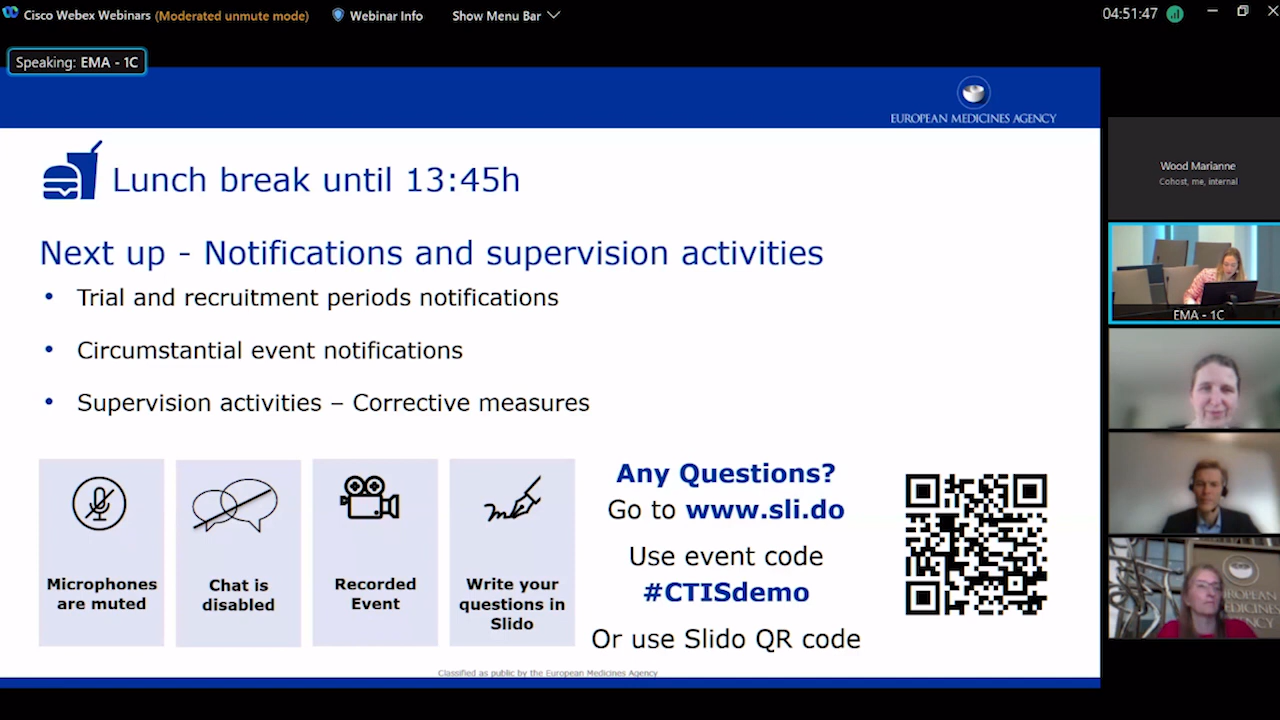 Cisco Webex Webinars (Moderated unmute mode) Webinar Info Show Menu Bar 04:51:47
Speaking: EMA - 1C
EUROPEAN MEDICINES AGENCY
Lunch break until 13:45h
Next up - Notifications and supervision activities
• Trial and recruitment periods notifications
• Circumstantial event notifications
• Supervision activities – Corrective measures
Microphones
are muted
Chat is
disabled
Recorded
Event
Write your
questions in
Slido
Any Questions?
Go to www.sli.do
Use event code
#CTISdemo
Or use Slido QR code
Classified as public by the European Medicines Agency
Wood Marianne
Cohost, me, internal
EMA - 1C
EUROPEAN
MEDICINES
AGENCY